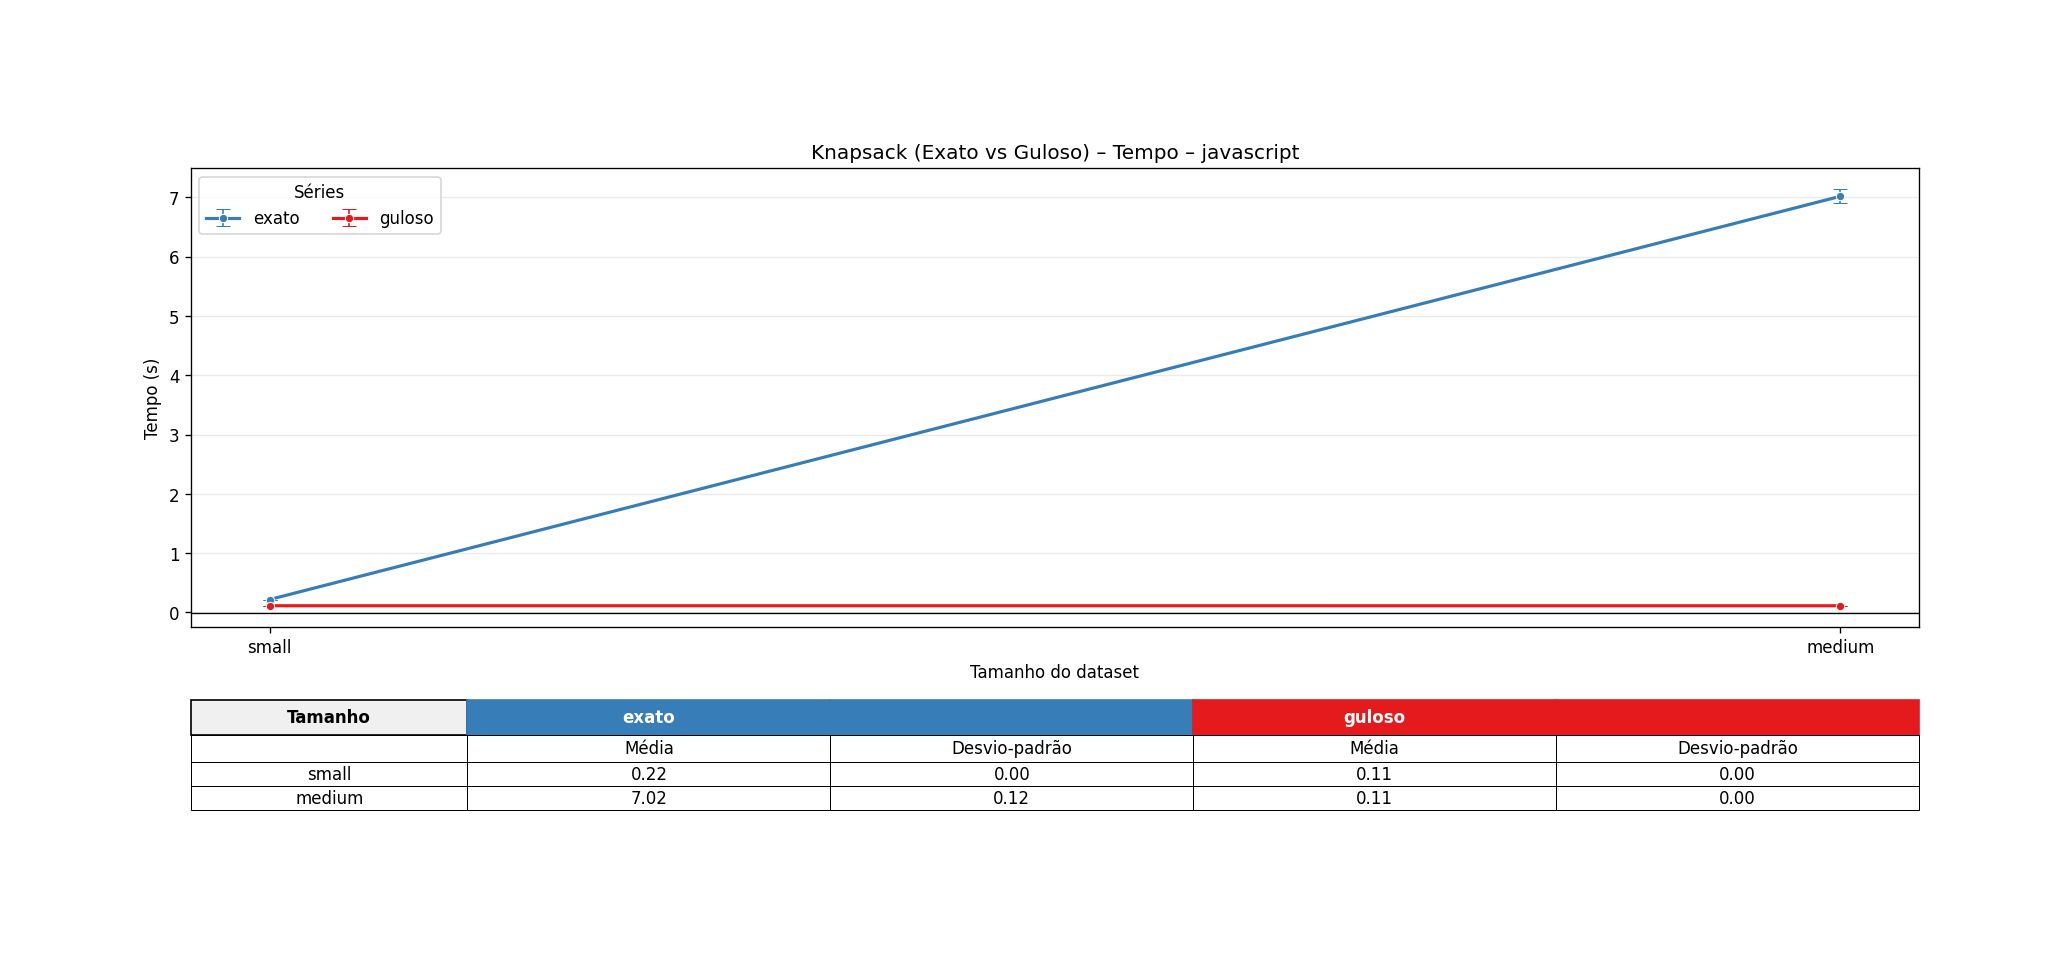 Knapsack (Exato vs Guloso) – Tempo – javascript
Séries
exato guloso
7
6
5
4
3
2
1
0
Tempo (s)
small medium
Tamanho do dataset
Tamanho exato guloso
Média Desvio-padrão Média Desvio-padrão
small 0.22 0.00 0.11 0.00
medium 7.02 0.12 0.11 0.00